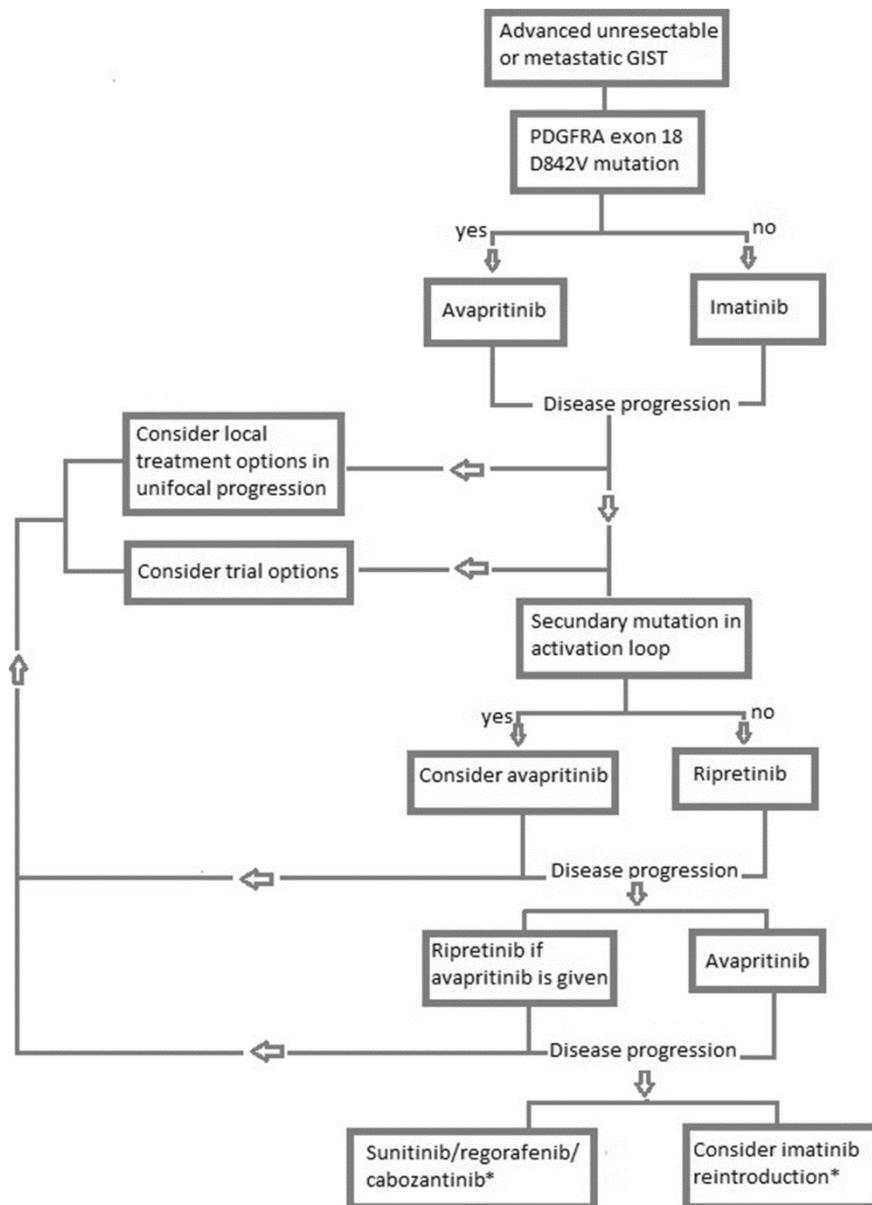 Advanced unresectable
or metastatic GIST
PDGFRA exon 18
D842V mutation
yes
no
Avapritinib
Imatinib
Disease progression
Consider local
treatment options in
unifocal progression
Consider trial options
Secundary mutation in
activation loop
yes
no
Consider avapritinib
Ripretinib
Disease progression
Ripretinib if
avapritinib is given
Avapritinib
Disease progression
Sunitinib/regorafenib/
cabozantinib*
Consider imatinib
reintroduction*